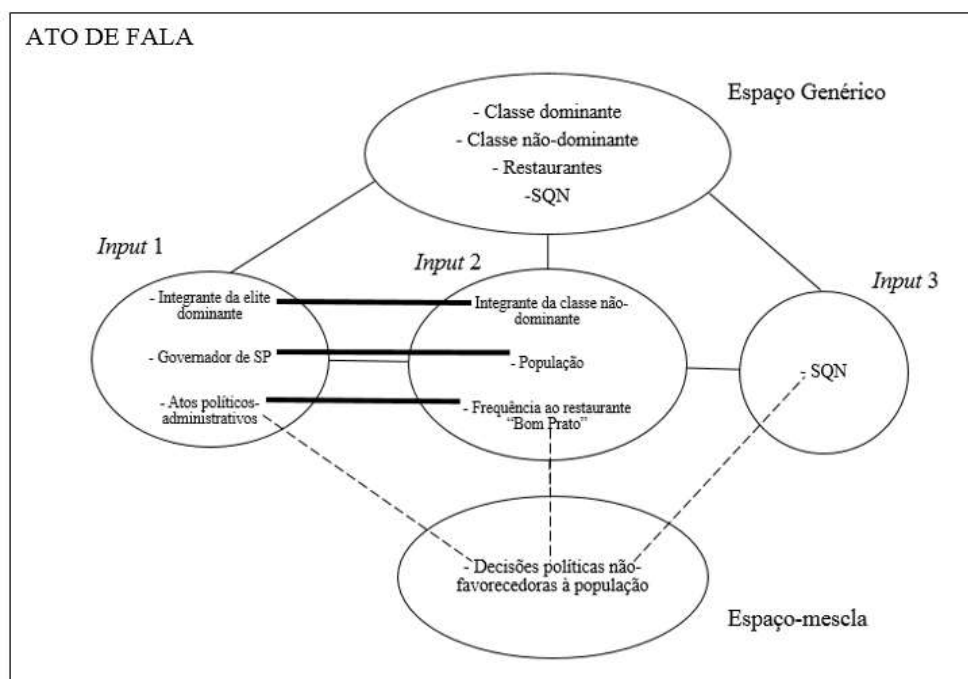 ATO DE FALA
Espaço Genérico
- Classe dominante
- Classe não-dominante
- Restaurantes
-SQN
Input 1
Input 2
Input 3
- Integrante da elite
dominante
- Governador de SP
- Atos políticos-
administrativos
Integrante da classe não-
dominante
- População
- Frequência ao restaurante
“Bom Prato”
- SQN
- Decisões políticas não-
favorecedoras à população
Espaço-mescla